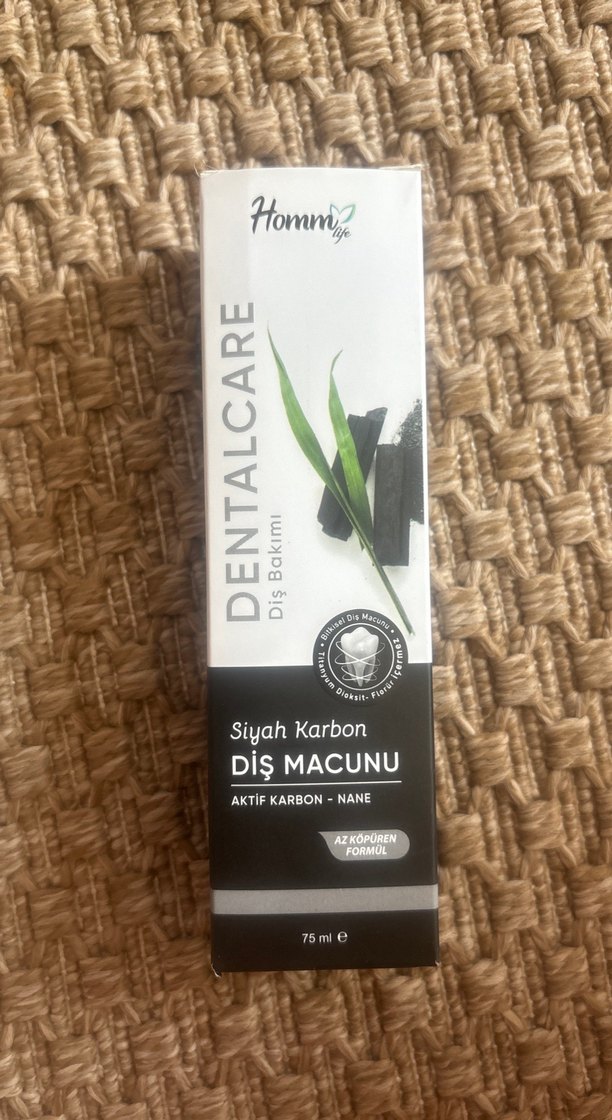 Homm
life
DENTALCARE
Diş Bakımı
• Bitkisel Diş Macunu •
Titanyum Dioksit- Florür İçermez
Siyah Karbon
DİŞ MACUNU
AKTİF KARBON - NANE
AZ KÖPÜREN
FORMÜL
75 ml ℮